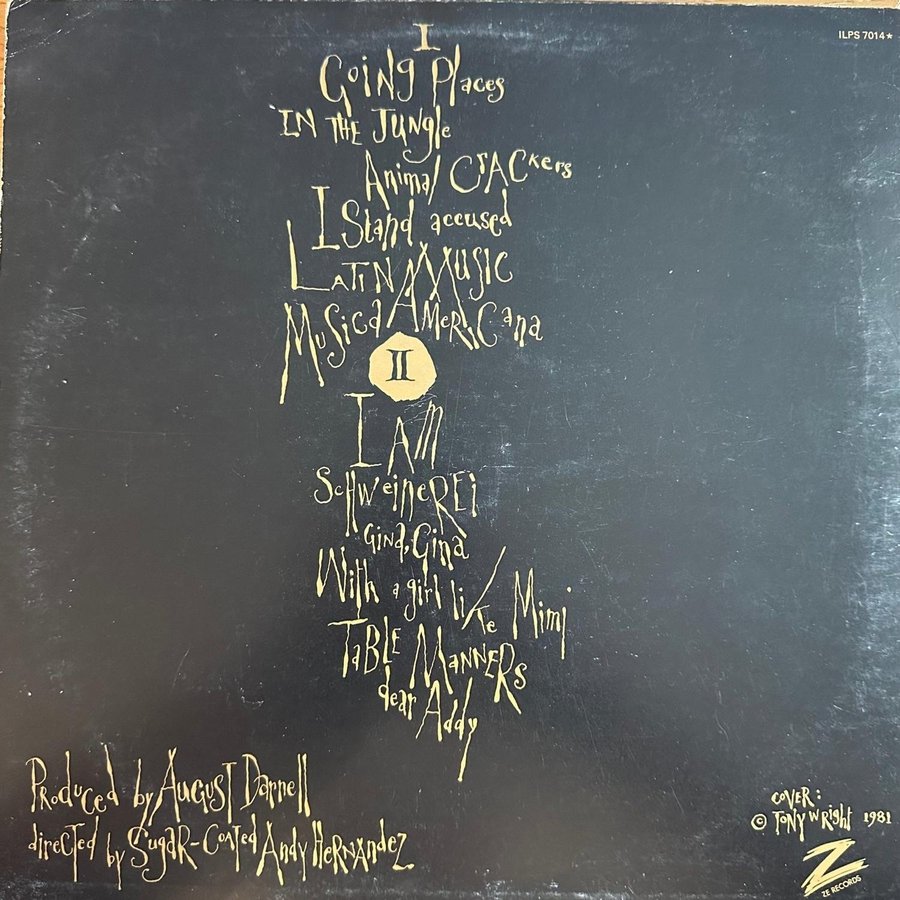 ILPS 7014★
I
Going Places
IN THE Jungle
Animal CrACkers
I Stand accused
LATIN MUSIC
MUSica AMERICana
II
I AM
ScHWeineREi
Gina, Gina
With a girl like Mimi
TaBLE MANNERs
dear Addy
PRoduced by AuGUST Darnell
directed by SugaR-CoaTed Andy HeRNandeZ
COVER:
© TONY WRight 1981
Z
ZE RECORDS